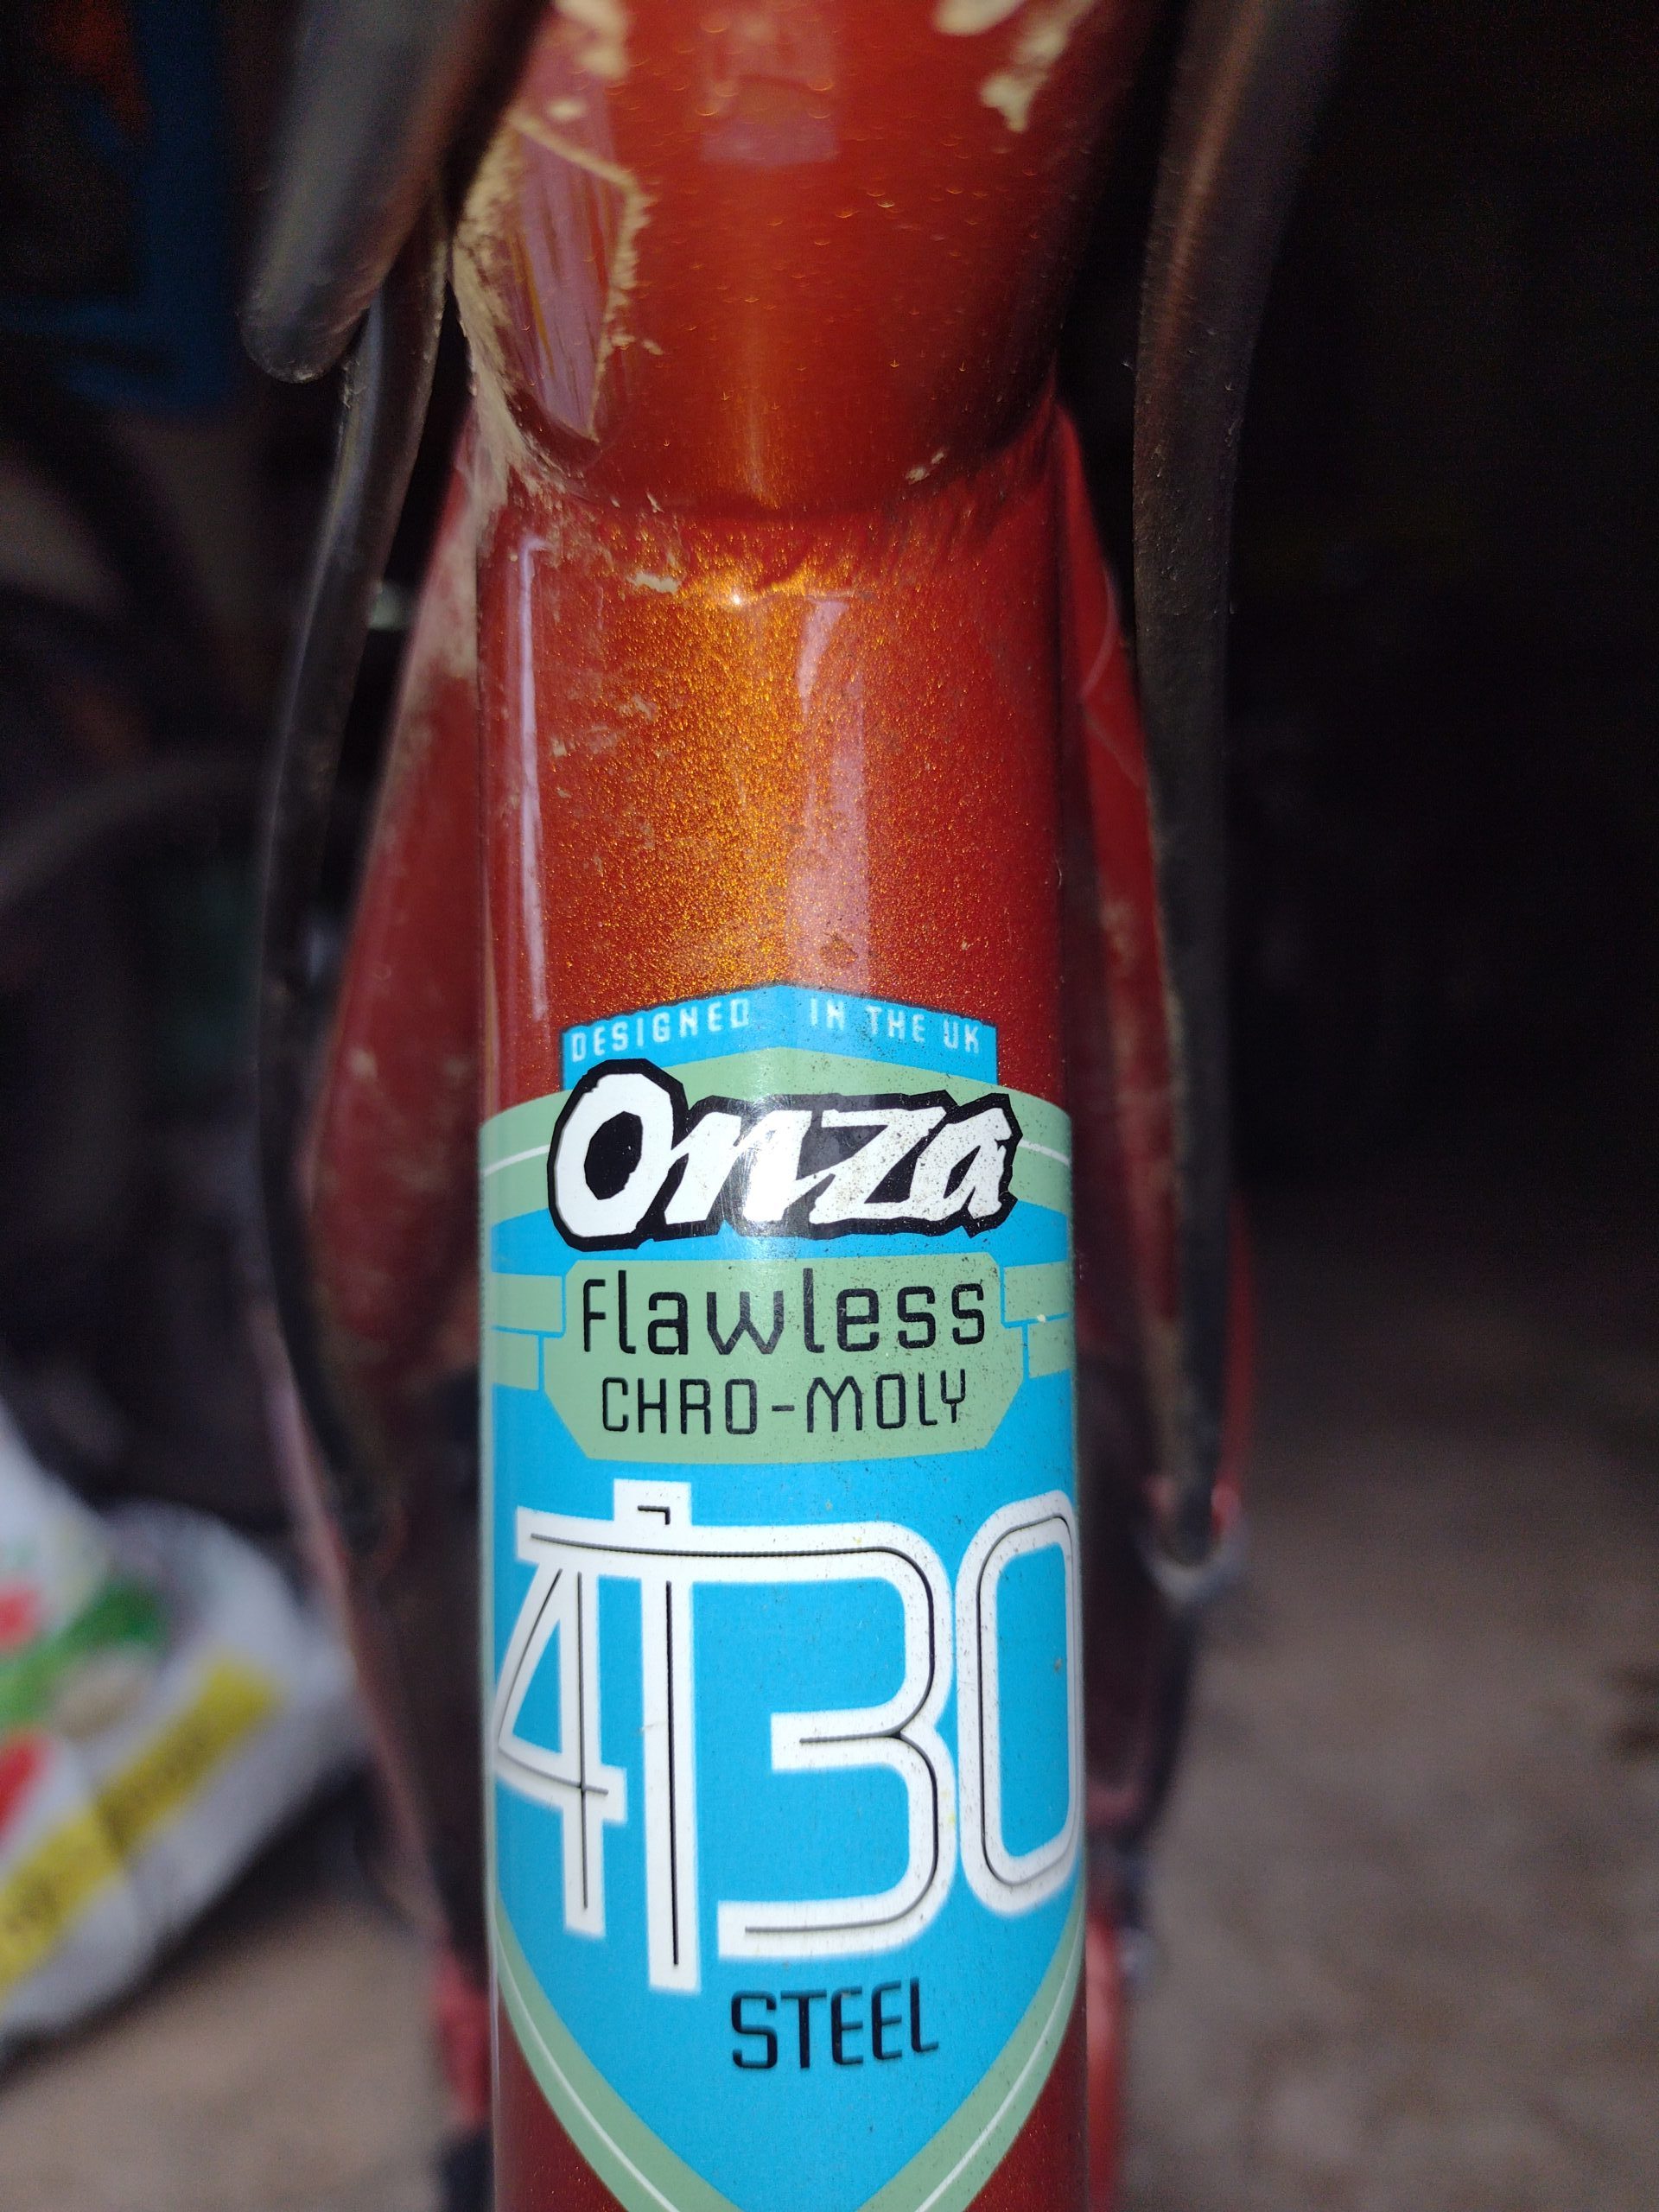 DESIGNED IN THE UK
Onza
flawless
CHRO-MOLY
4130
STEEL